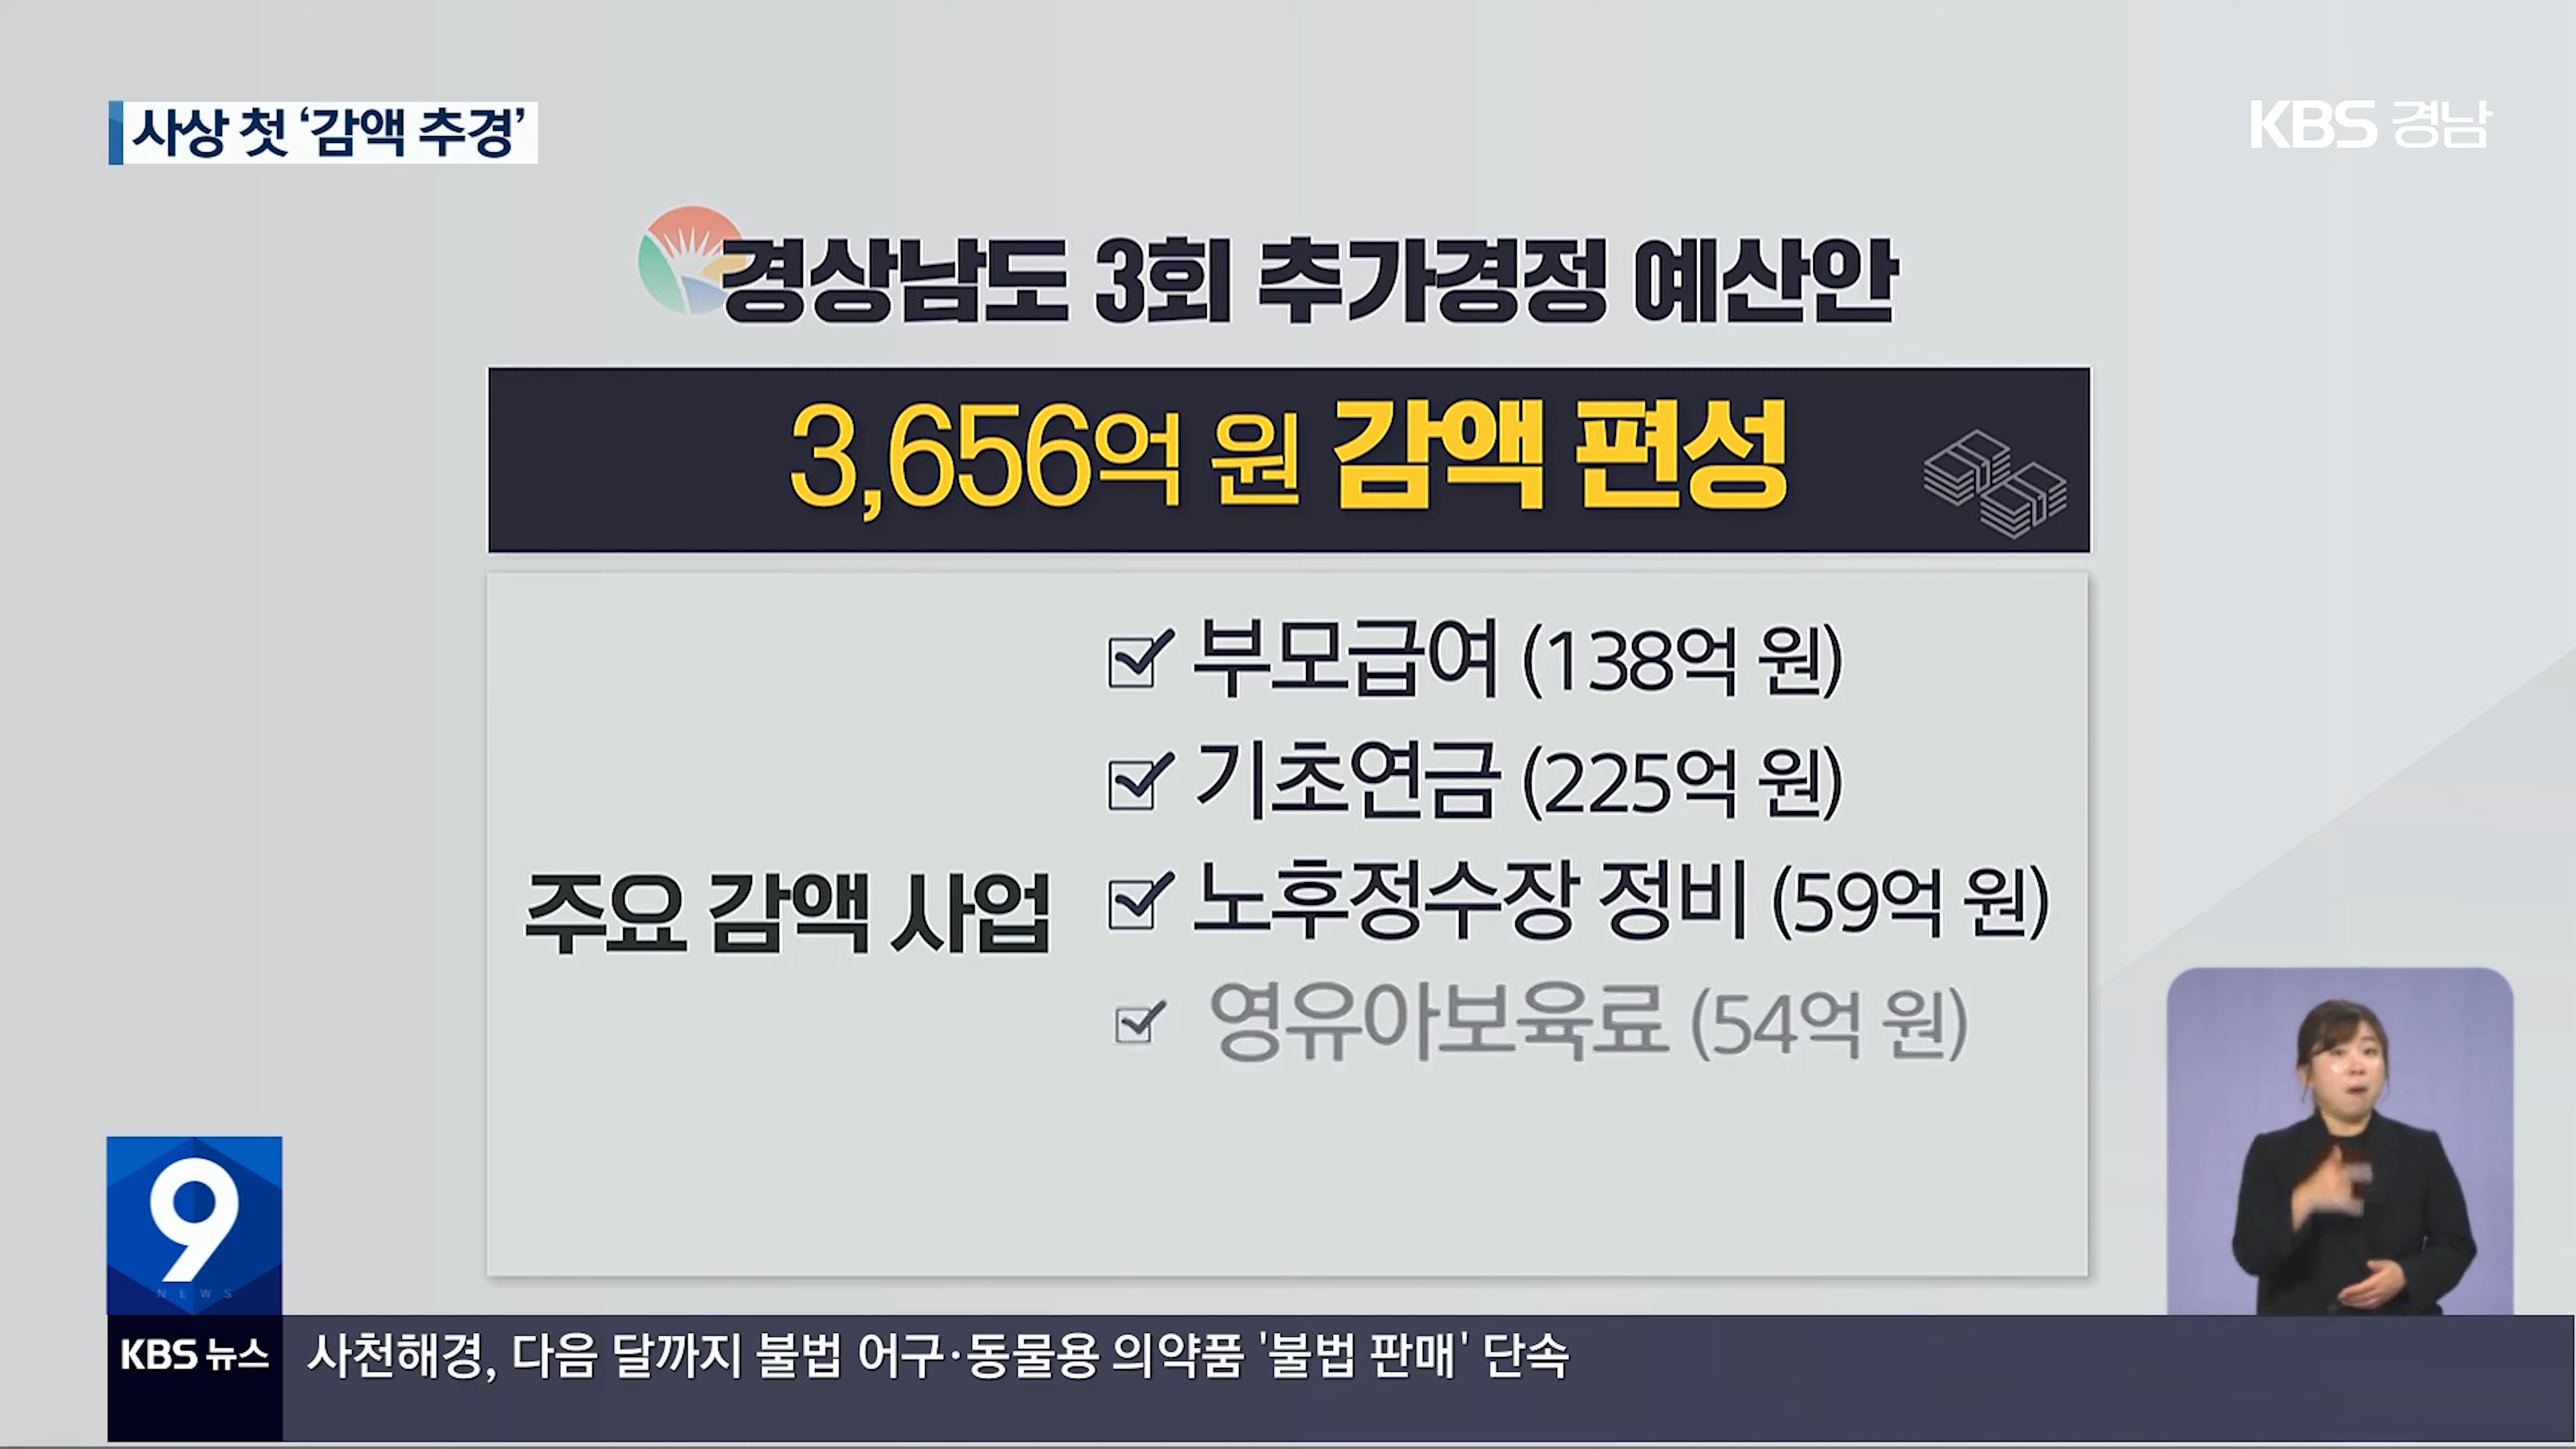 사상 첫 ‘감액 추경’
KBS 경남
경상남도 3회 추가경정 예산안
3,656억 원 감액 편성
주요 감액 사업
부모급여 (138억 원)
기초연금 (225억 원)
노후정수장 정비 (59억 원)
영유아보육료 (54억 원)
9
NEWS
KBS 뉴스
사천해경, 다음 달까지 불법 어구·동물용 의약품 '불법 판매' 단속